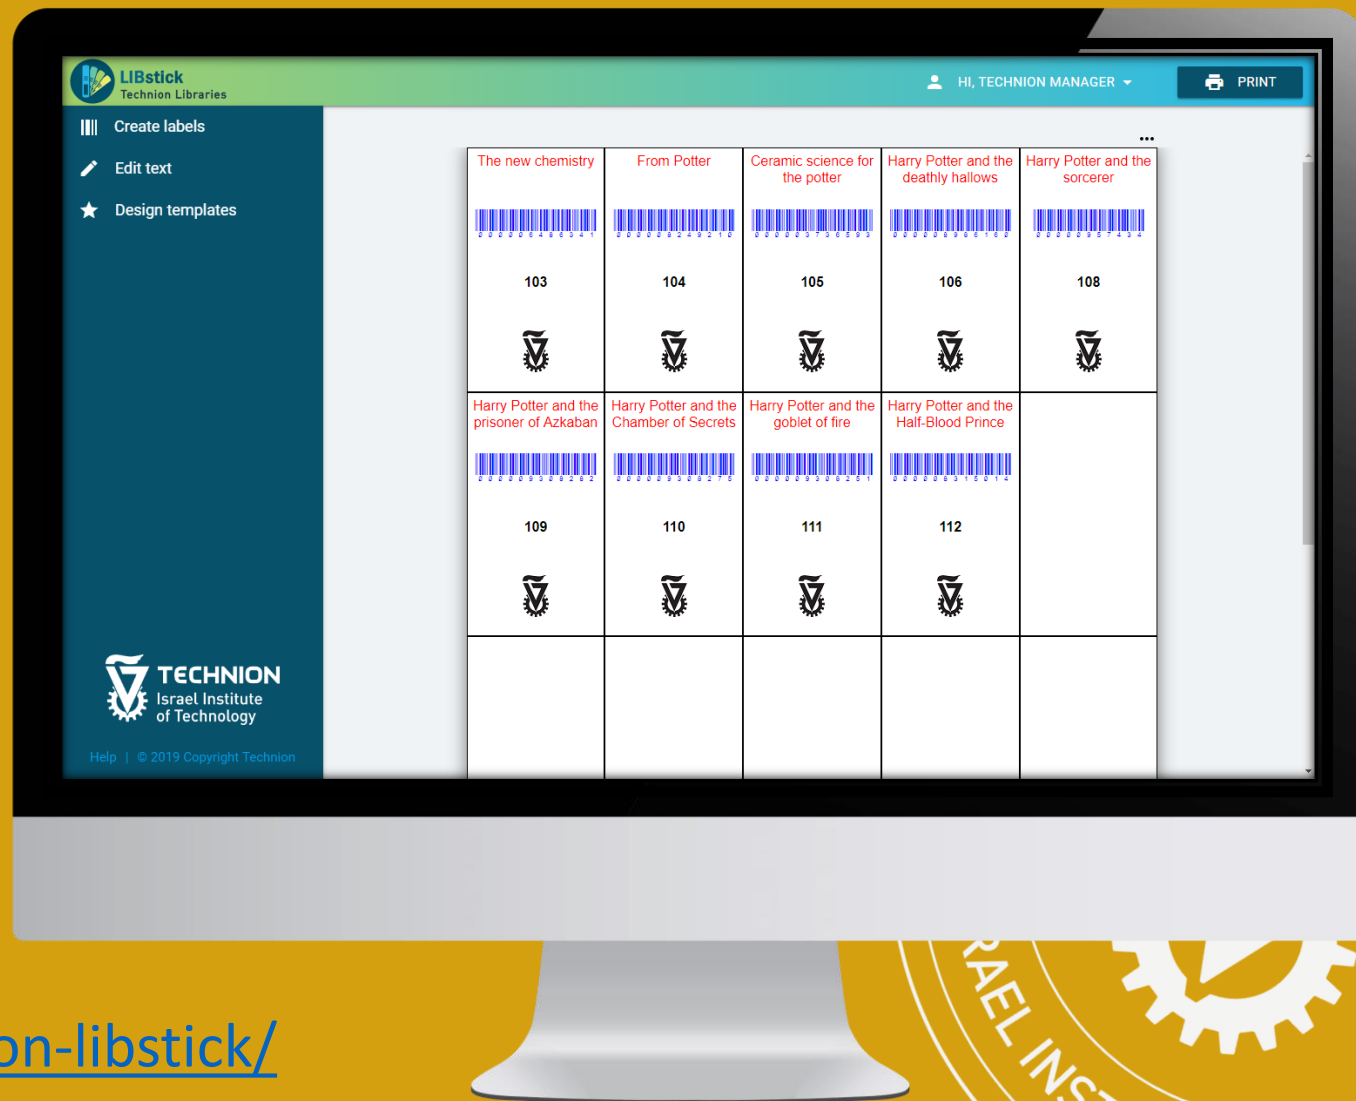 LIBstick
Technion Libraries
HI, TECHNION MANAGER
PRINT
Create labels
Edit text
Design templates
The new chemistry
From Potter
Ceramic science for
the potter
Harry Potter and the
deathly hallows
Harry Potter and the
sorcerer
103
104
105
106
108
Harry Potter and the
prisoner of Azkaban
Harry Potter and the
Chamber of Secrets
Harry Potter and the
goblet of fire
Harry Potter and the
Half-Blood Prince
109
110
111
112
TECHNION
Israel Institute
of Technology
Help | © 2019 Copyright Technion
on-libstick/